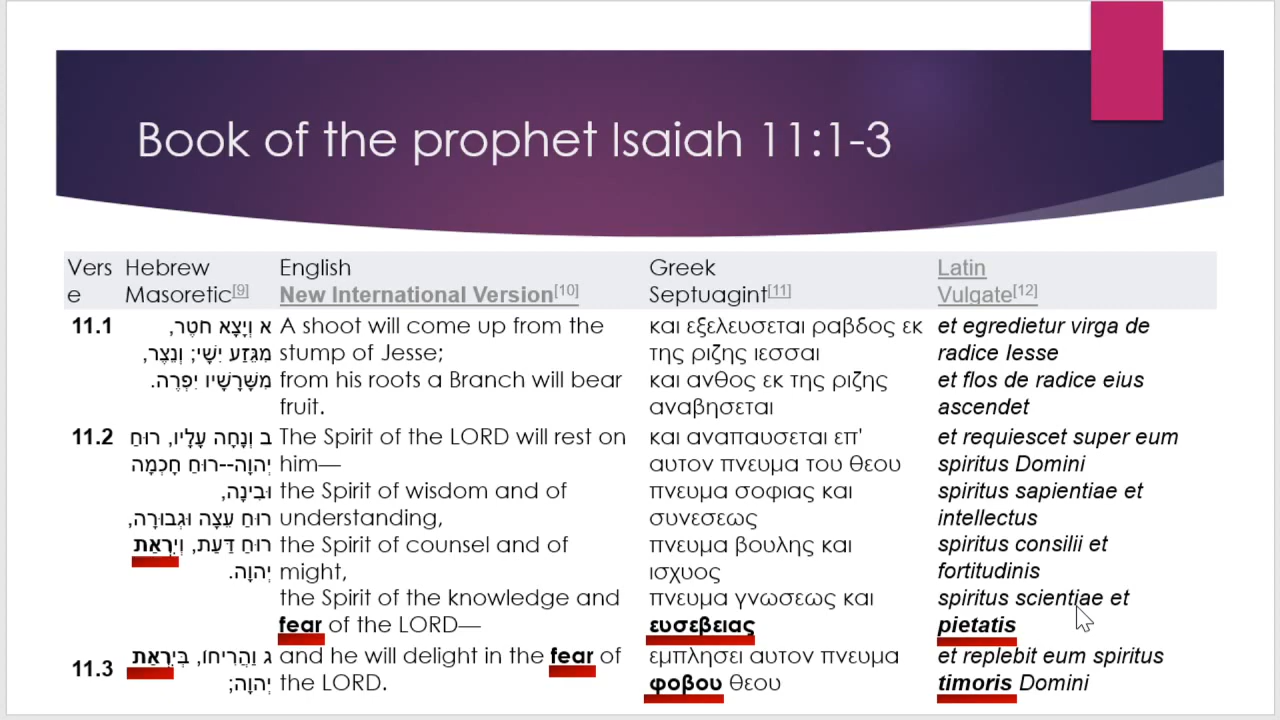 Book of the prophet Isaiah 11:1-3
Vers
e
Hebrew
Masoretic[9]
English
New International Version[10]
Greek
Septuagint[11]
Latin
Vulgate[12]
11.1
א וְיָצָא חֹטֶר,
מִגֵּזַע יִשָׁי; וְנֵצֶר,
מִשָּׁרָשָׁיו יִפְרֶה.
A shoot will come up from the
stump of Jesse;
from his roots a Branch will bear
fruit.
και εξελευσεται ραβδος εκ
της ριζης ιεσσαι
και ανθος εκ της ριζης
αναβησεται
et egredietur virga de
radice Iesse
et flos de radice eius
ascendet
11.2
ב וְנָחָה עָלָיו, רוּחַ
יְהוָה--רוּחַ חָכְמָה
וּבִינָה,
רוּחַ עֵצָה וּגְבוּרָה,
רוּחַ דַּעַת, וְיִרְאַת
יְהוָה.
The Spirit of the LORD will rest on
him—
the Spirit of wisdom and of
understanding,
the Spirit of counsel and of
might,
the Spirit of the knowledge and
fear of the LORD—
και αναπαυσεται επ'
αυτον πνευμα του θεου
πνευμα σοφιας και
συνεσεως
πνευμα βουλης και
ισχυος
πνευμα γνωσεως και
ευσεβειας
et requiescet super eum
spiritus Domini
spiritus sapientiae et
intellectus
spiritus consilii et
fortitudinis
spiritus scientiae et
pietatis
11.3
ג וַהֲרִיחוֹ, בְּיִרְאַת
יְהוָה;
and he will delight in the fear of
the LORD.
εμπλησει αυτον πνευμα
φοβου θεου
et replebit eum spiritus
timoris Domini